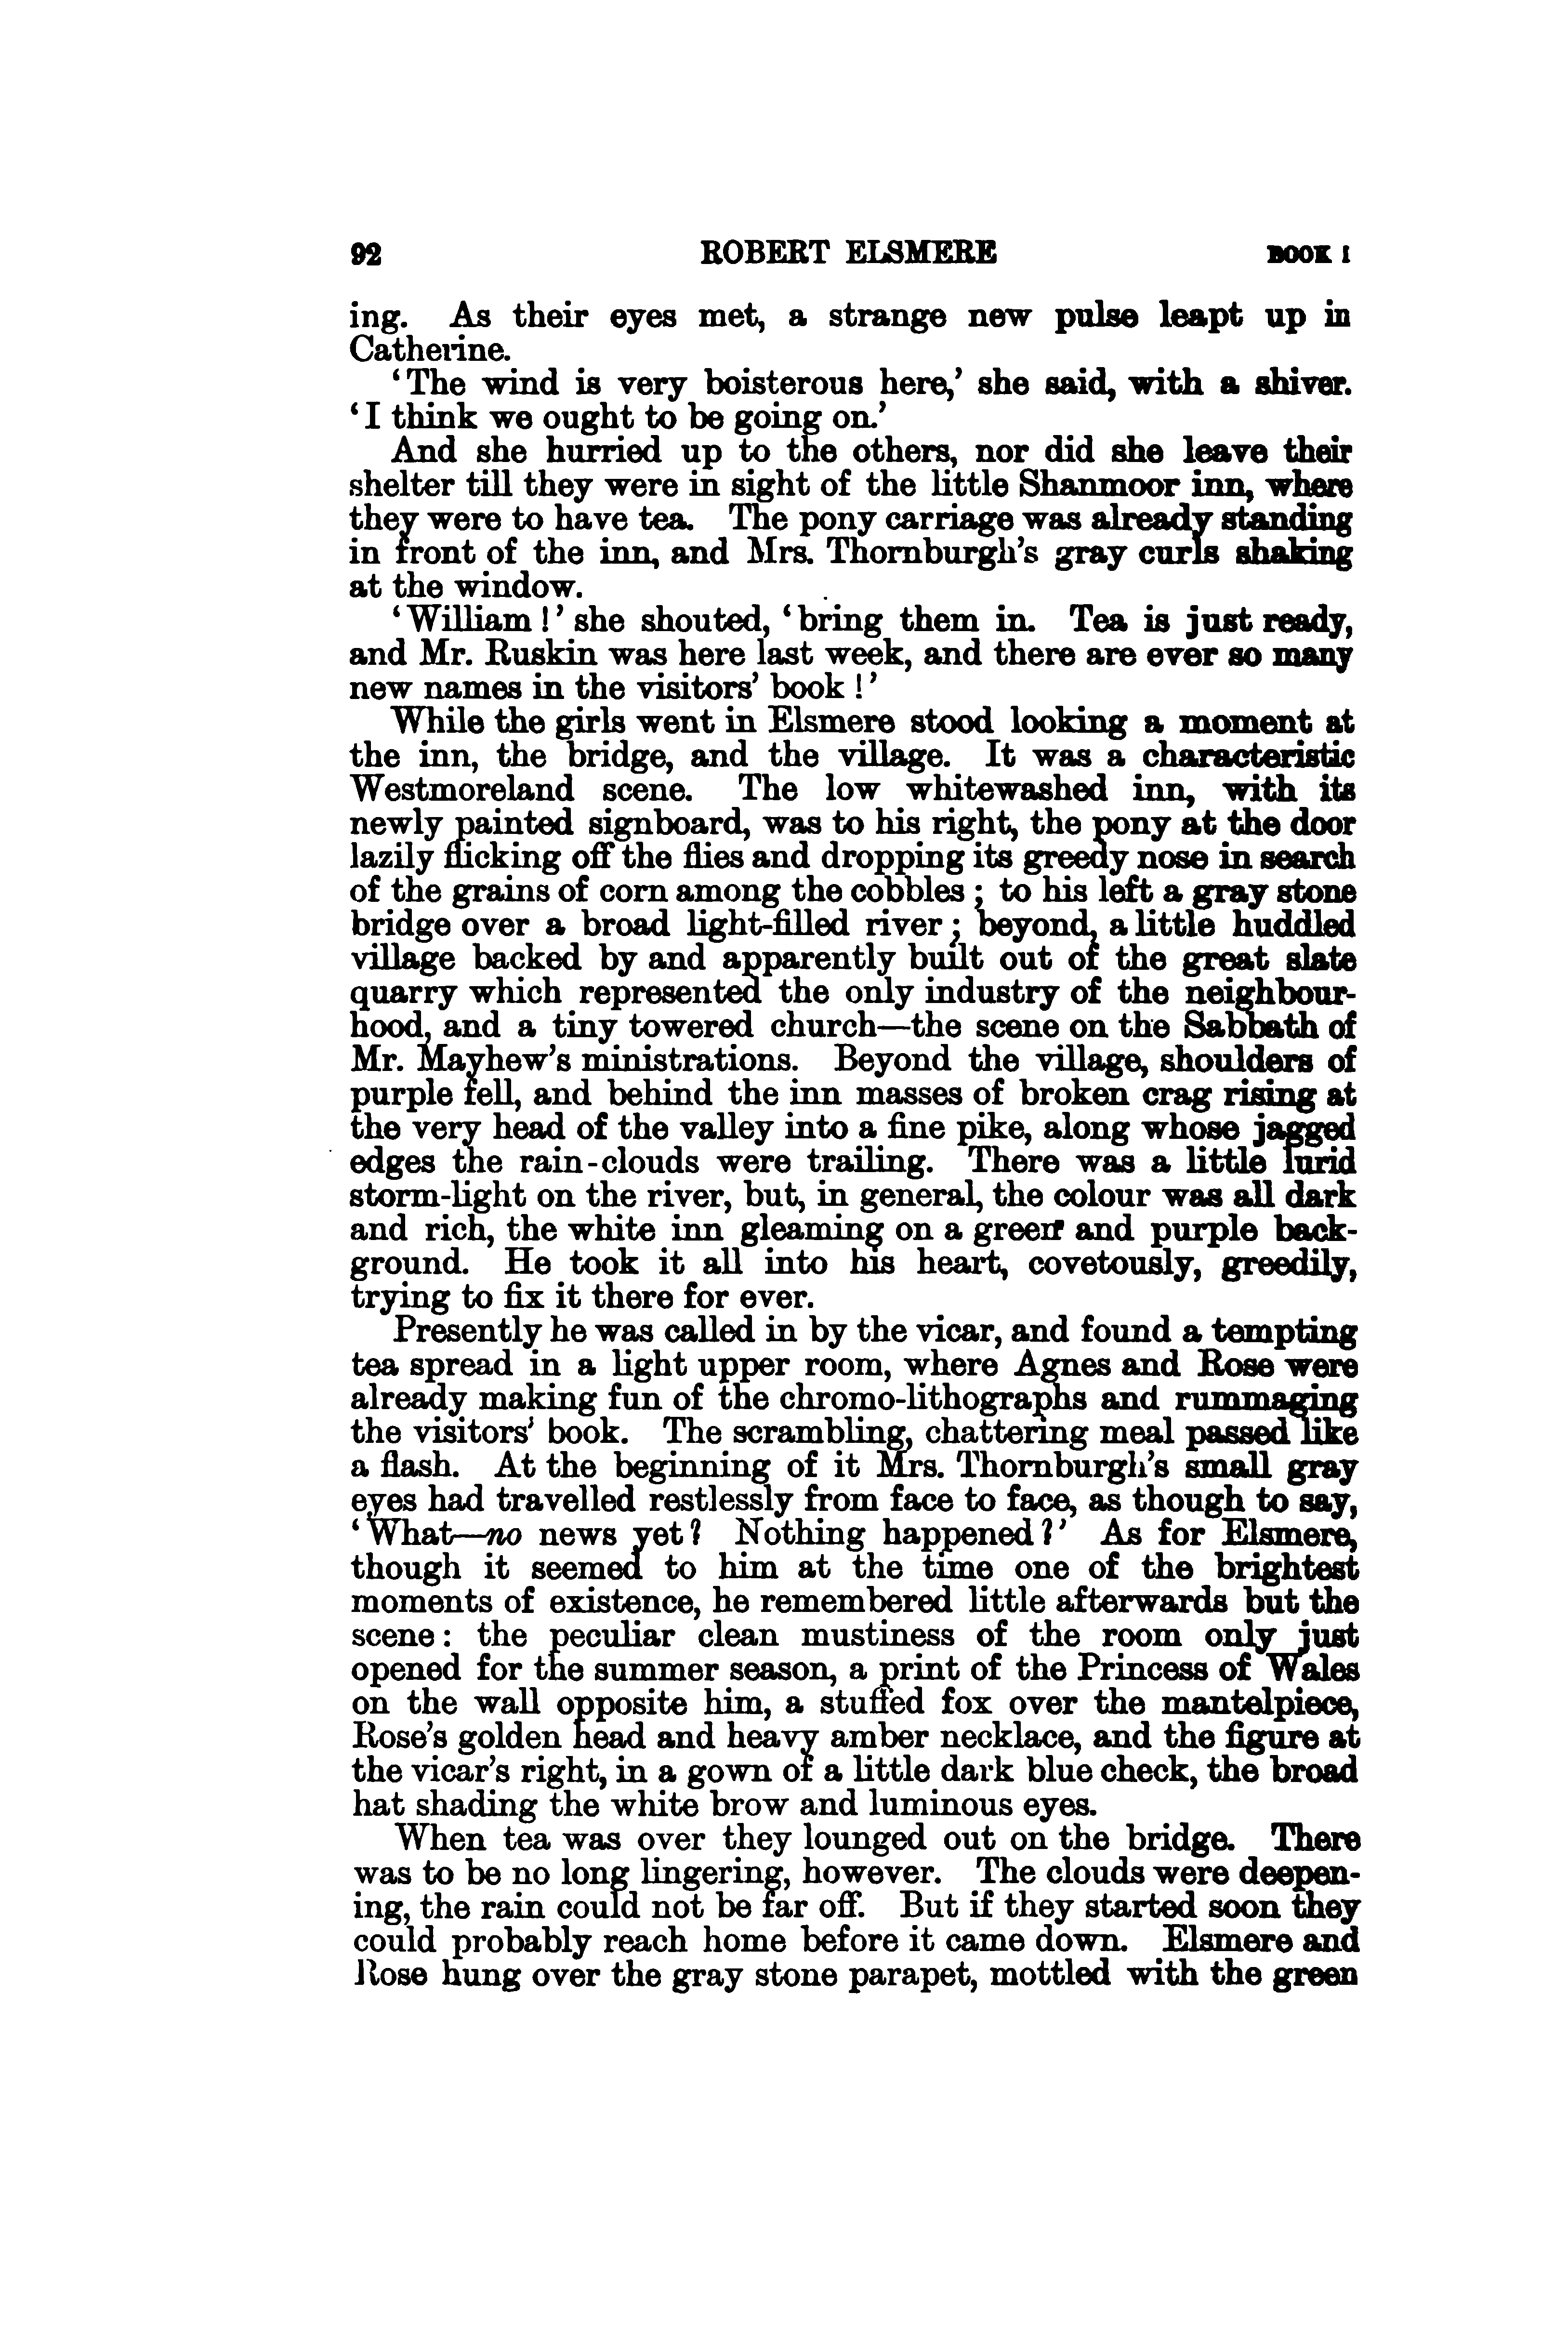 92 ROBERT ELSMERE BOOK I
ing. As their eyes met, a strange new pulse leapt up in
Catherine.
‘The wind is very boisterous here,’ she said, with a shiver.
‘I think we ought to be going on.’
And she hurried up to the others, nor did she leave their
shelter till they were in sight of the little Shanmoor inn, where
they were to have tea. The pony carriage was already standing
in front of the inn, and Mrs. Thornburgh’s gray curls shaking
at the window.
‘William!’ she shouted, ‘bring them in. Tea is just ready,
and Mr. Ruskin was here last week, and there are ever so many
new names in the visitors’ book!’
While the girls went in Elsmere stood looking a moment at
the inn, the bridge, and the village. It was a characteristic
Westmoreland scene. The low whitewashed inn, with its
newly painted signboard, was to his right, the pony at the door
lazily flicking off the flies and dropping its greedy nose in search
of the grains of corn among the cobbles; to his left a gray stone
bridge over a broad light-filled river; beyond, a little huddled
village backed by and apparently built out of the great slate
quarry which represented the only industry of the neighbour-
hood, and a tiny towered church—the scene on the Sabbath of
Mr. Mayhew’s ministrations. Beyond the village, shoulders of
purple fell, and behind the inn masses of broken crag rising at
the very head of the valley into a fine pike, along whose jagged
edges the rain-clouds were trailing. There was a little lurid
storm-light on the river, but, in general, the colour was all dark
and rich, the white inn gleaming on a green and purple back-
ground. He took it all into his heart, covetously, greedily,
trying to fix it there for ever.
Presently he was called in by the vicar, and found a tempting
tea spread in a light upper room, where Agnes and Rose were
already making fun of the chromo-lithographs and rummaging
the visitors’ book. The scrambling, chattering meal passed like
a flash. At the beginning of it Mrs. Thornburgh’s small gray
eyes had travelled restlessly from face to face, as though to say,
‘What—no news yet? Nothing happened?’ As for Elsmere,
though it seemed to him at the time one of the brightest
moments of existence, he remembered little afterwards but the
scene: the peculiar clean mustiness of the room only just
opened for the summer season, a print of the Princess of Wales
on the wall opposite him, a stuffed fox over the mantelpiece,
Rose’s golden head and heavy amber necklace, and the figure at
the vicar’s right, in a gown of a little dark blue check, the broad
hat shading the white brow and luminous eyes.
When tea was over they lounged out on the bridge. There
was to be no long lingering, however. The clouds were deepen-
ing, the rain could not be far off. But if they started soon they
could probably reach home before it came down. Elsmere and
Rose hung over the gray stone parapet, mottled with the green